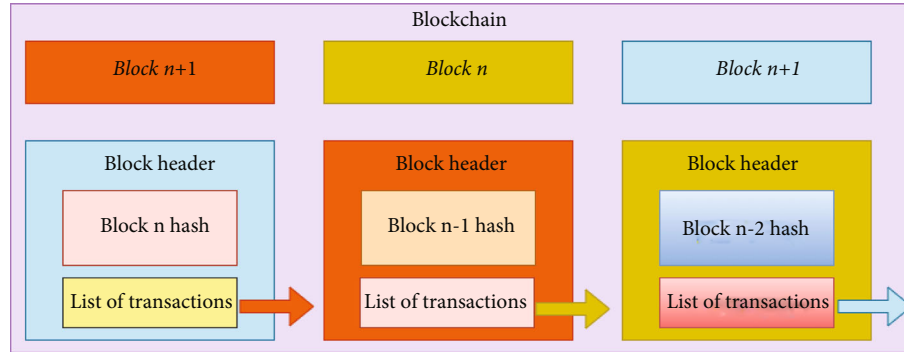 Blockchain
Block n+1
Block n
Block n+1
Block header
Block header
Block header
Block n hash
Block n-1 hash
Block n-2 hash
List of transactions
List of transactions
List of transactions